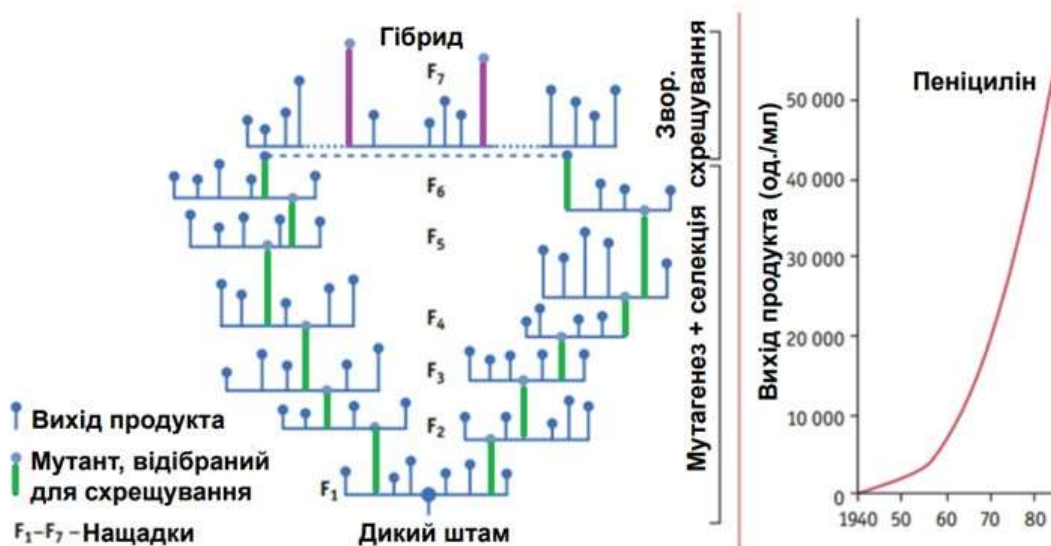 Гібрид
F7
F6
F5
F4
F3
F2
F1
Вихід продукта
Мутант, відібраний
для схрещування
F1–F7 – Нащадки
Дикий штам
Звор.
схрещування
Мутагенез + селекція
Вихід продукта (од./мл)
Пеніцилін
50 000
40 000
30 000
20 000
10 000
0
1940 50 60 70 80